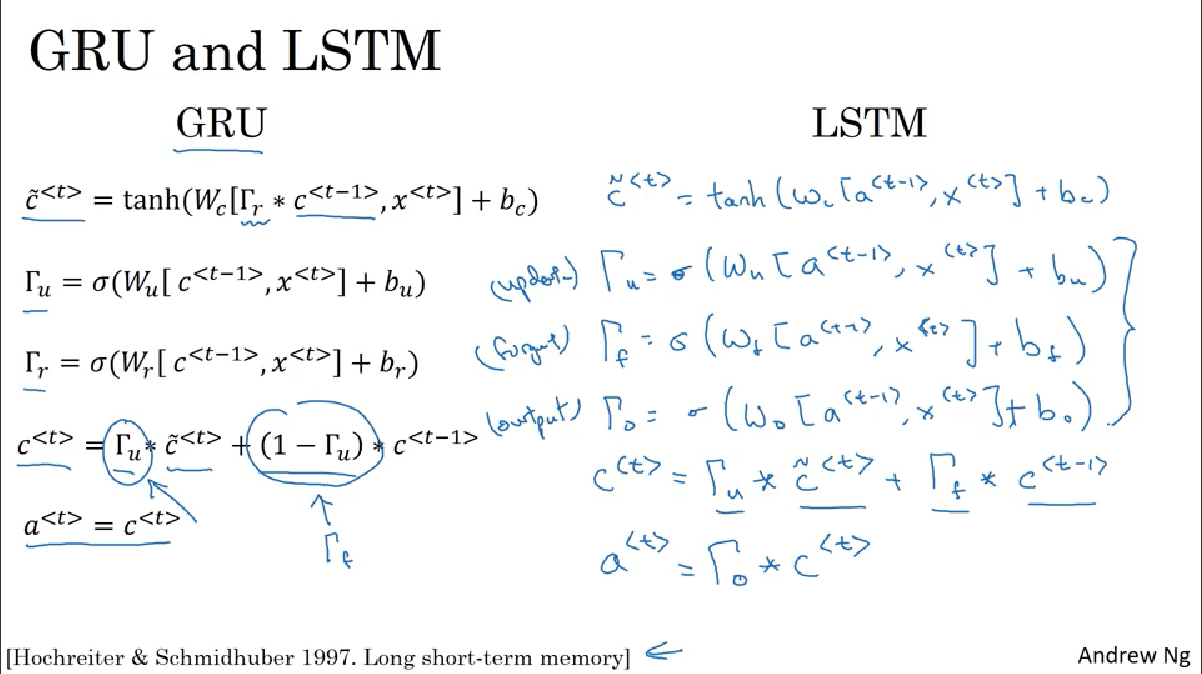 GRU and LSTM
GRU
c̃<t> = tanh(Wc[Γr * c<t−1>, x<t>] + bc)
Γu = σ(Wu[ c<t−1>, x<t>] + bu)
Γr = σ(Wr[ c<t−1>, x<t>] + br)
c<t> = Γu * c̃<t> + (1 − Γu) * c<t−1>
a<t> = c<t>
Γf
LSTM
c̃<t> = tanh(Wc[a<t-1>, x<t>] + bc)
(update) Γu = σ(Wu[a<t-1>, x<t>] + bu)
(forget) Γf = σ(Wf[a<t-1>, x<t>] + bf)
(output) Γo = σ(Wo[a<t-1>, x<t>] + bo)
c<t> = Γu * c̃<t> + Γf * c<t-1>
a<t> = Γo * c<t>
[Hochreiter & Schmidhuber 1997. Long short-term memory]
Andrew Ng